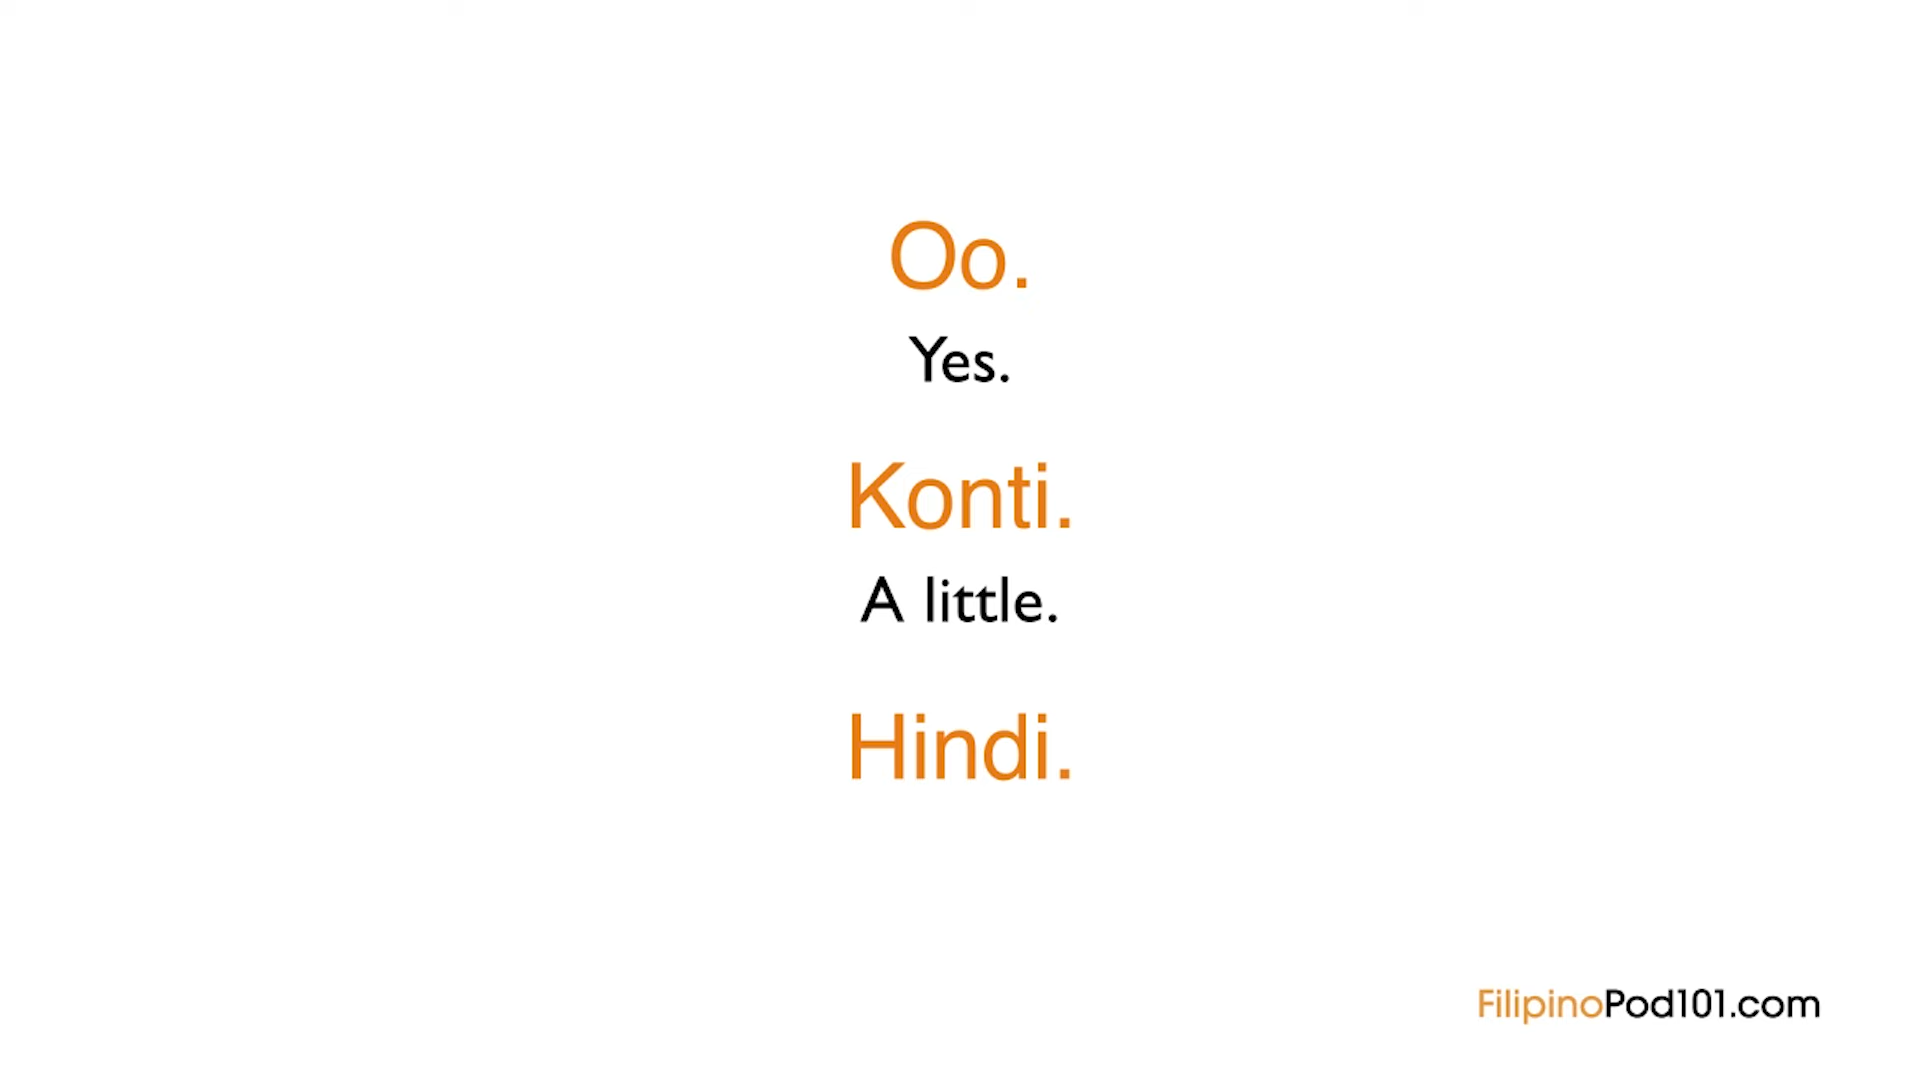 Oo.
Yes.
Konti.
A little.
Hindi.
FilipinoPod101.com